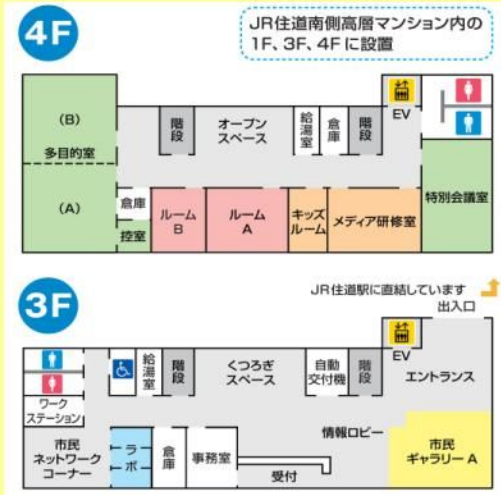 4F
JR住道南側高層マンション内の
1F、3F、4Fに設置
EV
(B)
多目的室
(A)
階段
オープン
スペース
給湯室
倉庫
階段
特別会議室
倉庫
控室
ルーム
B
ルーム
A
キッズ
ルーム
メディア研修室
3F
JR住道駅に直結しています
出入口
EV
給湯室
階段
くつろぎ
スペース
自動
交付機
階段
エントランス
ワーク
ステーション
市民
ネットワーク
コーナー
ラボ
倉庫
事務室
受付
情報ロビー
市民
ギャラリーA